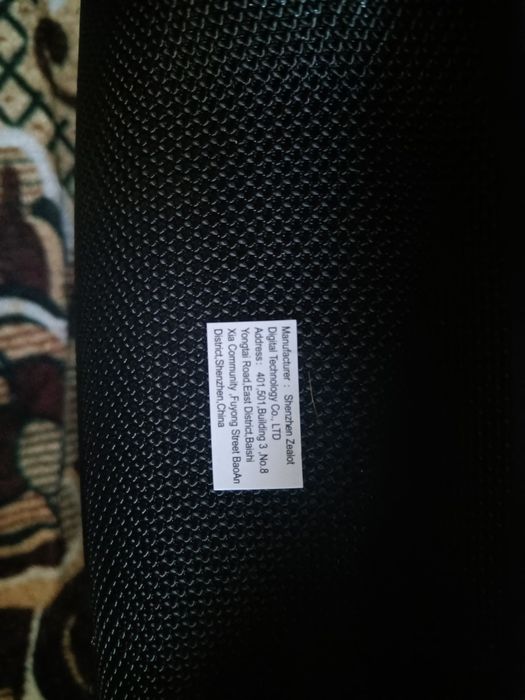 Manufacturer : Shenzhen Zealot
Digital Technology Co., LTD
Address : 401,501,Building 3 ,No.8
Yongtai Road,East District,Baishi
Xia Community ,Fuyong Street BaoAn
District,Shenzhen,China